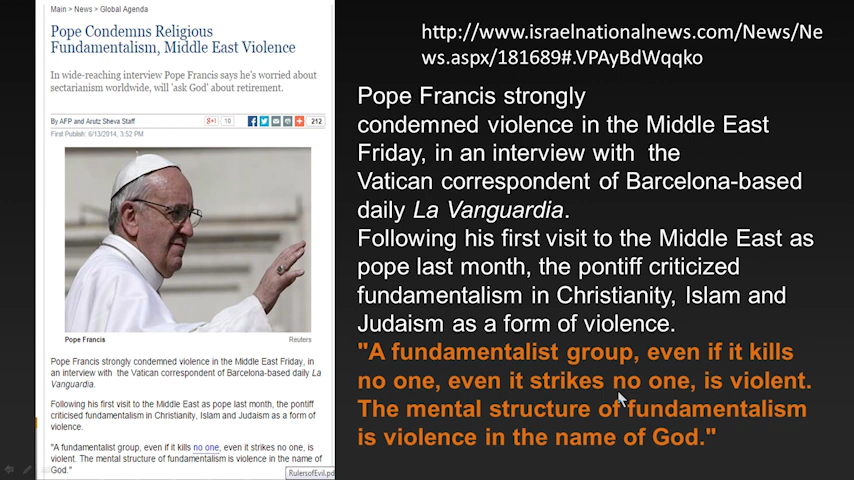 Main > News > Global Agenda
Pope Condemns Religious
Fundamentalism, Middle East Violence
In wide-reaching interview Pope Francis says he's worried about
sectarianism worldwide, will 'ask God' about retirement.
By AFP and Arutz Sheva Staff
g+1 10
212
First Publish: 6/13/2014, 3:52 PM
Pope Francis Reuters
Pope Francis strongly condemned violence in the Middle East Friday, in
an interview with the Vatican correspondent of Barcelona-based daily La
Vanguardia.
Following his first visit to the Middle East as pope last month, the pontiff
criticised fundamentalism in Christianity, Islam and Judaism as a form of
violence.
"A fundamentalist group, even if it kills no one, even it strikes no one, is
violent. The mental structure of fundamentalism is violence in the name of
God."
RulersofEvil.pd
http://www.israelnationalnews.com/News/Ne
ws.aspx/181689#.VPAyBdWqqko
Pope Francis strongly
condemned violence in the Middle East
Friday, in an interview with the
Vatican correspondent of Barcelona-based
daily La Vanguardia.
Following his first visit to the Middle East as
pope last month, the pontiff criticized
fundamentalism in Christianity, Islam and
Judaism as a form of violence.
"A fundamentalist group, even if it kills
no one, even it strikes no one, is violent.
The mental structure of fundamentalism
is violence in the name of God."